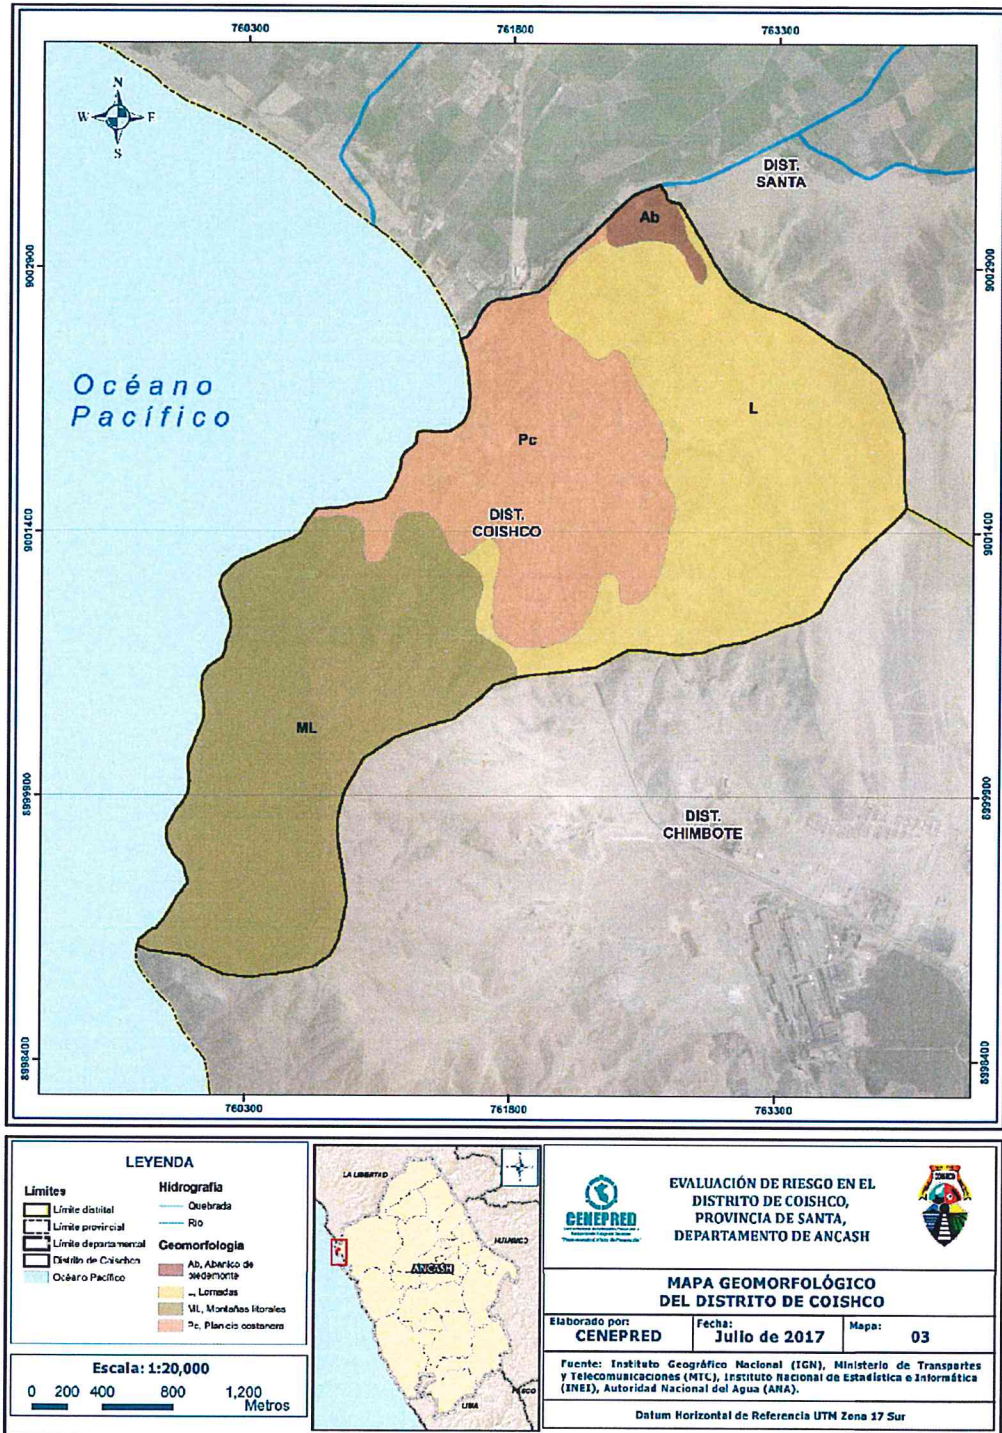 760300
761800
763300
N
W
E
S
DIST.
SANTA
Ab
9002900
9002900
Océano
Pacífico
L
Pc
DIST.
COISHCO
9001400
9001400
ML
8999900
8999900
DIST.
CHIMBOTE
8998400
8998400
760300
761800
763300
LEYENDA
Límites
Límite distrital
Límite provincial
Límite departamental
Distrito de Coischco
Océano Pacífico
Hidrografía
Quebrada
Río
Geomorfología
Ab, Abanico de
piedemonte
L, Lomadas
ML, Montañas litorales
Pc, Planicie costanera
Escala: 1:20,000
0 200 400 800 1,200
Metros
LA LIBERTAD
HUANUCO
ANCASH
PASCO
LIMA
CENEPRED
EVALUACIÓN DE RIESGO EN EL
DISTRITO DE COISHCO,
PROVINCIA DE SANTA,
DEPARTAMENTO DE ANCASH
COISHCO
MAPA GEOMORFOLÓGICO
DEL DISTRITO DE COISHCO
Elaborado por:
CENEPRED
Fecha:
Julio de 2017
Mapa:
03
Fuente: Instituto Geográfico Nacional (IGN), Ministerio de Transportes
y Telecomunicaciones (MTC), Instituto Nacional de Estadística e Informática
(INEI), Autoridad Nacional del Agua (ANA).
Datum Horizontal de Referencia UTM Zona 17 Sur